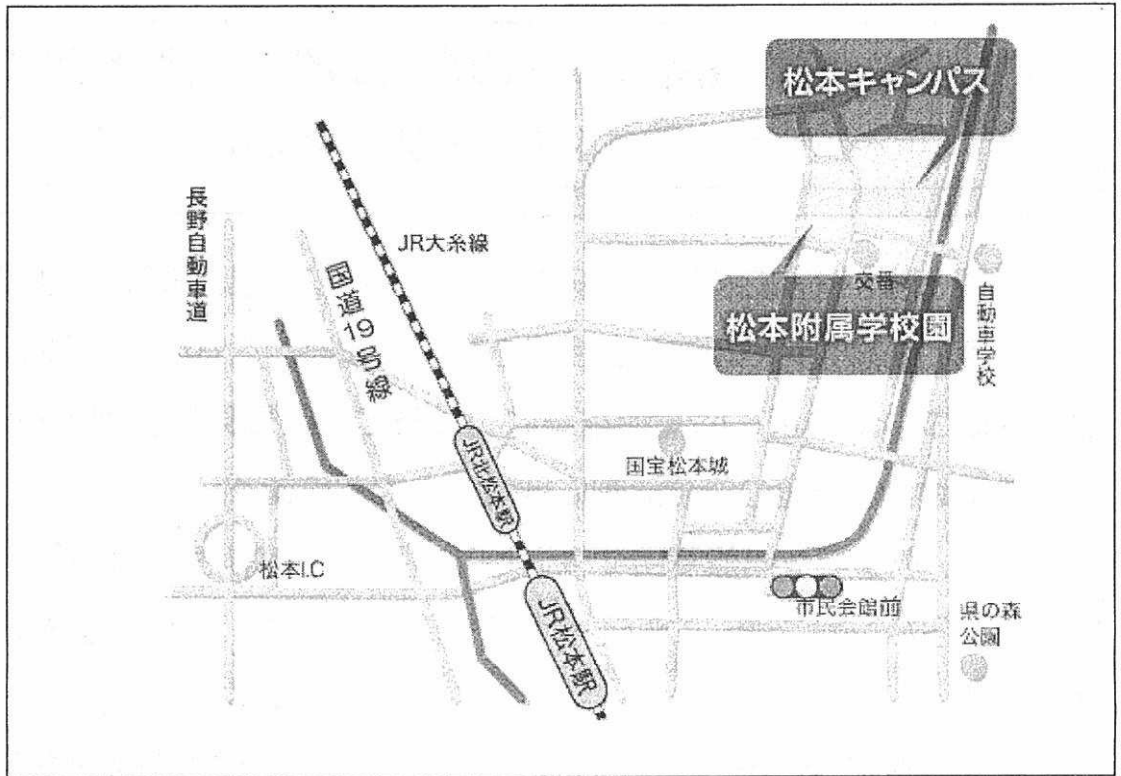 松本キャンパス
長野自動車道
JR大糸線
国道19号線
交番
自動車学校
松本附属学校園
JR北松本駅
国宝松本城
松本I.C
JR松本駅
市民会館前
県の森
公園